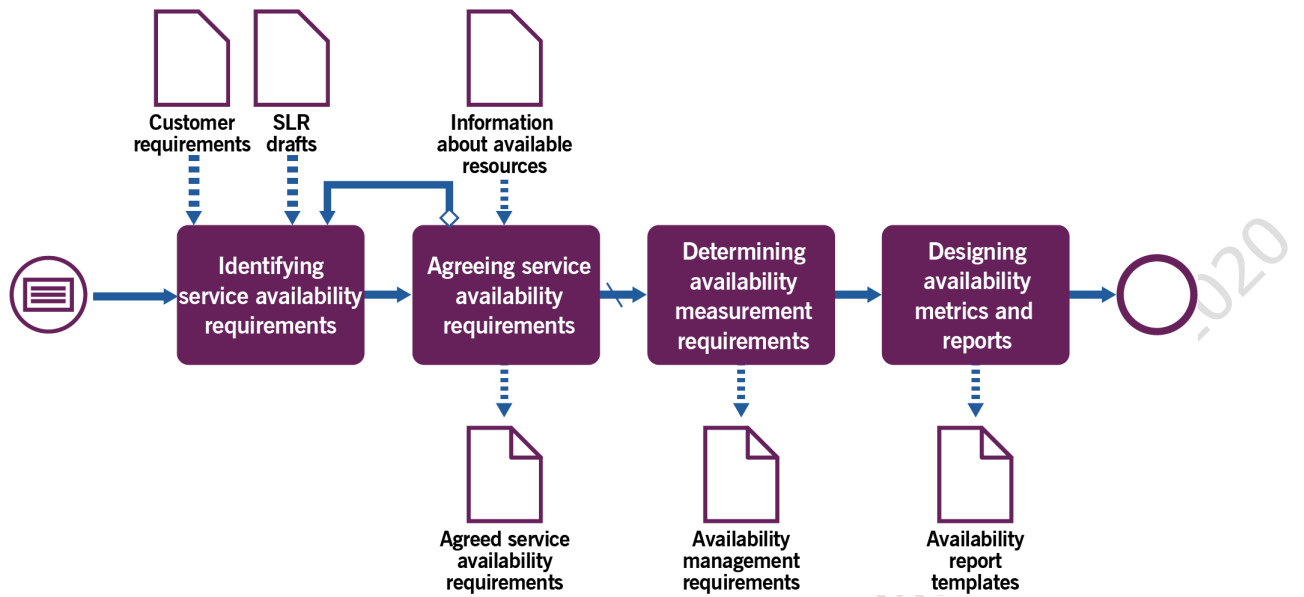 Customer
requirements
SLR
drafts
Information
about available
resources
Identifying
service availability
requirements
Agreeing service
availability
requirements
Determining
availability
measurement
requirements
Designing
availability
metrics and
reports
2020
Agreed service
availability
requirements
Availability
management
requirements
Availability
report
templates